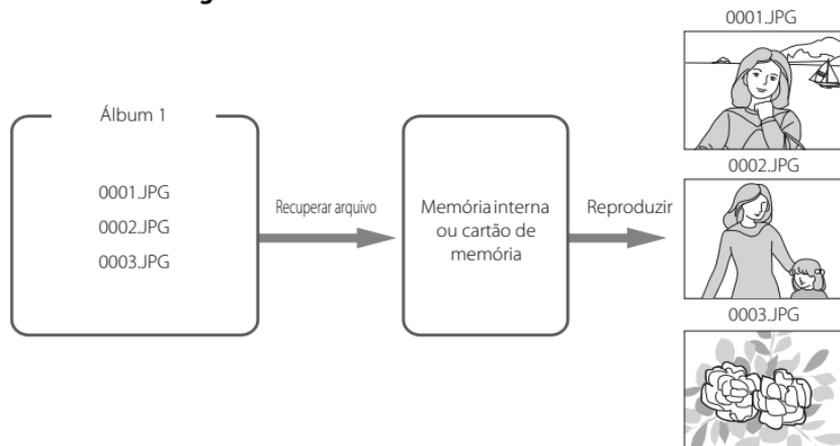 Álbum 1
0001.JPG
0002.JPG
0003.JPG
Recuperar arquivo
Memória interna
ou cartão de
memória
Reproduzir
0001.JPG
0002.JPG
0003.JPG